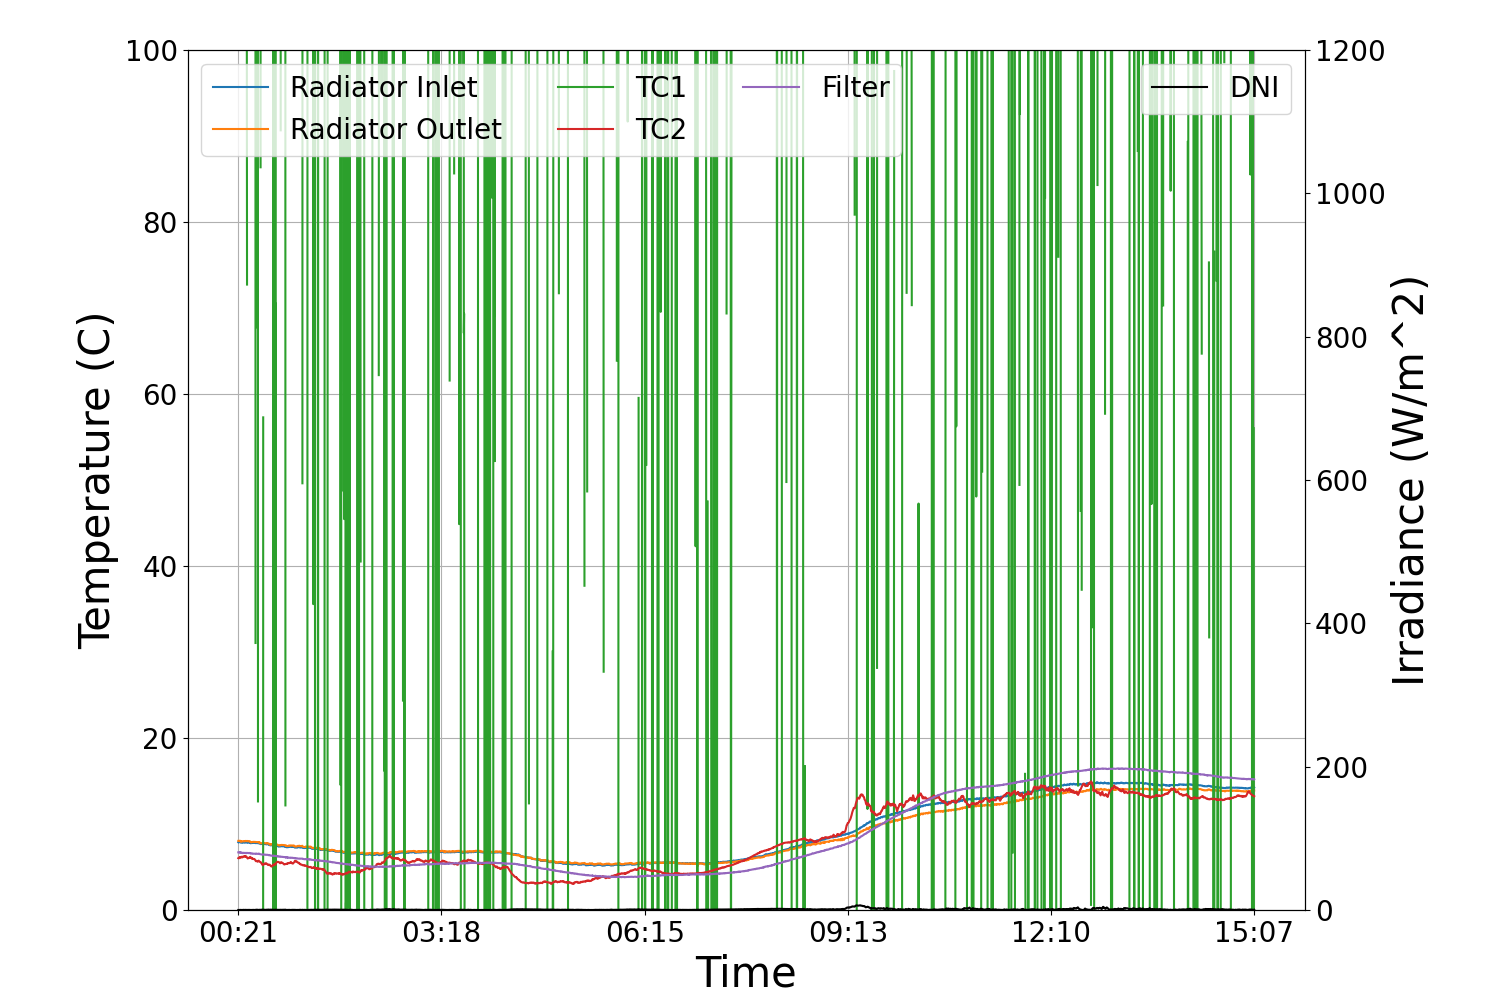 Radiator Inlet
Radiator Outlet
TC1
TC2
Filter
DNI
100
80
60
40
20
0
Temperature (C)
1200
1000
800
600
400
200
0
Irradiance (W/m^2)
00:21 03:18 06:15 09:13 12:10 15:07
Time